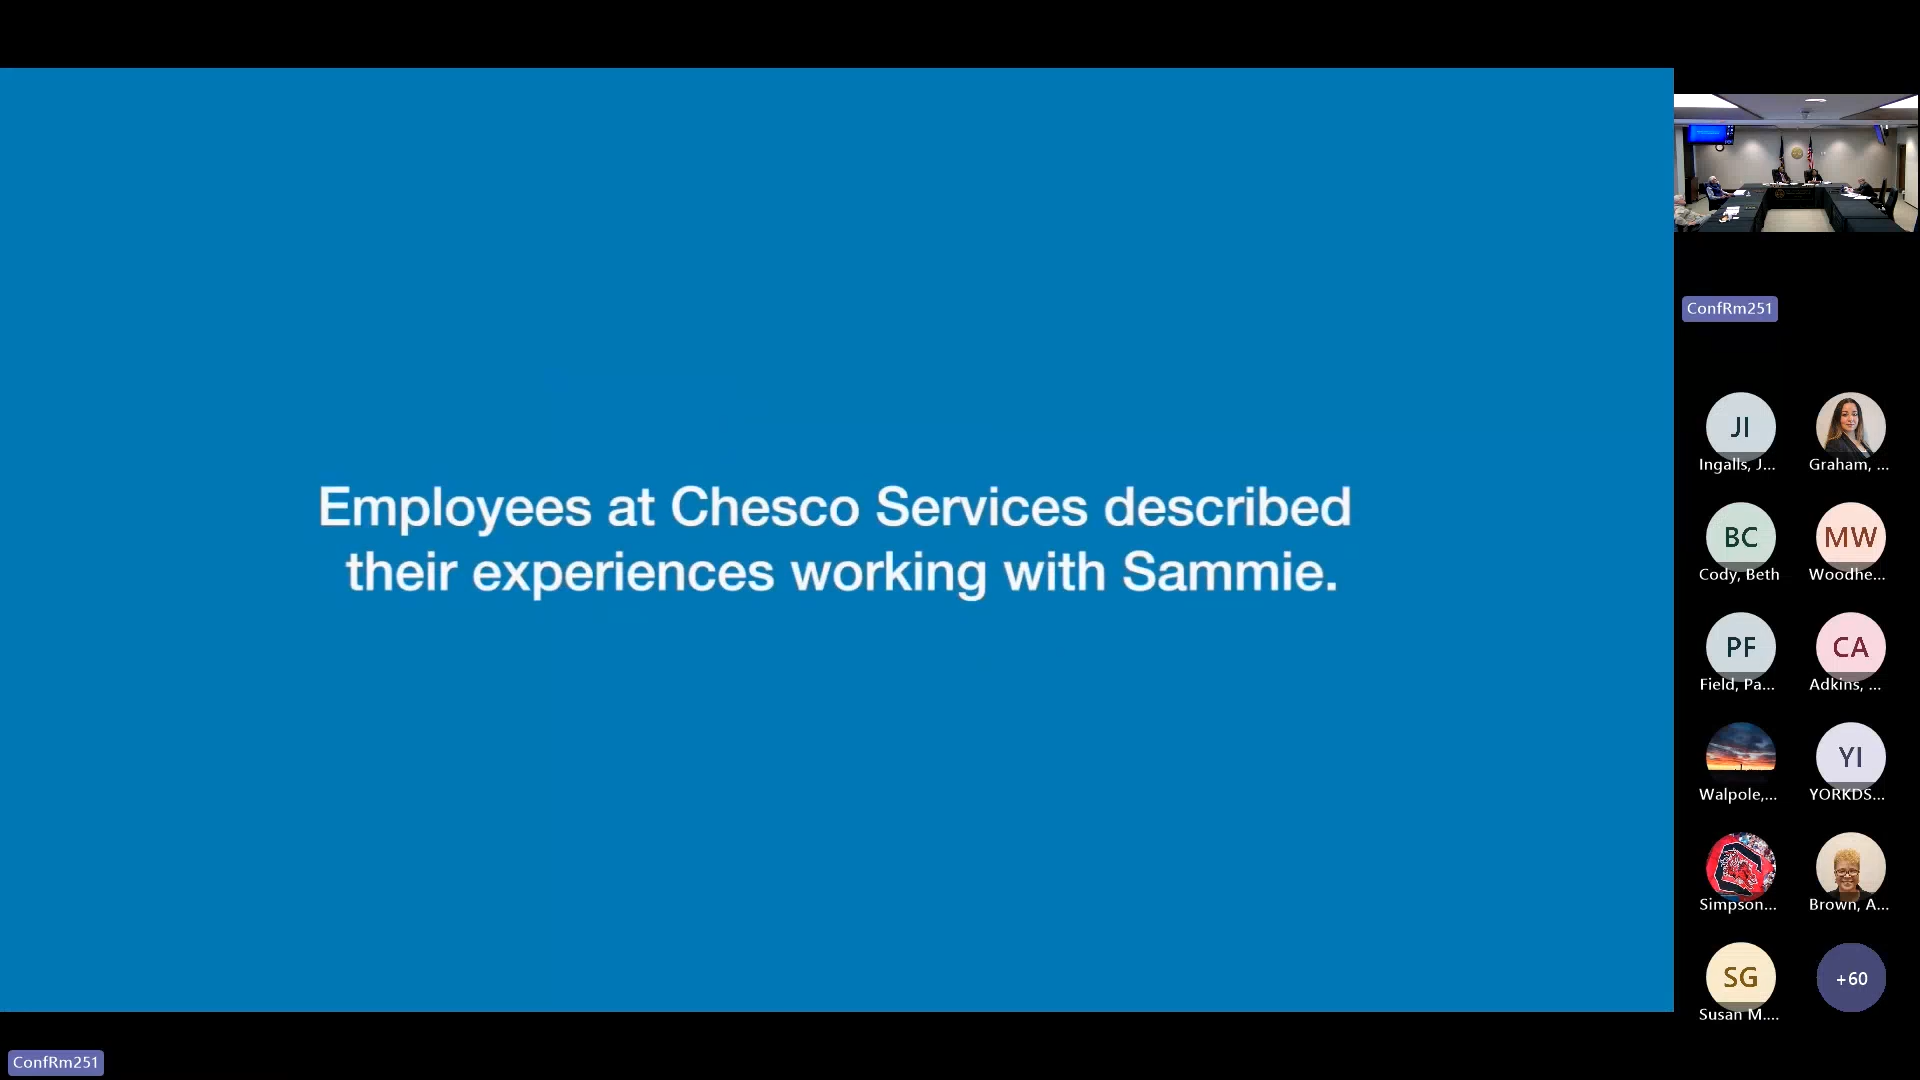 Employees at Chesco Services described
their experiences working with Sammie.
ConfRm251
JI
Ingalls, J...
Graham, ...
BC
Cody, Beth
MW
Woodhe...
PF
Field, Pa...
CA
Adkins, ...
Walpole,...
YI
YORKDS...
Simpson...
Brown, A...
SG
Susan M....
+60
ConfRm251